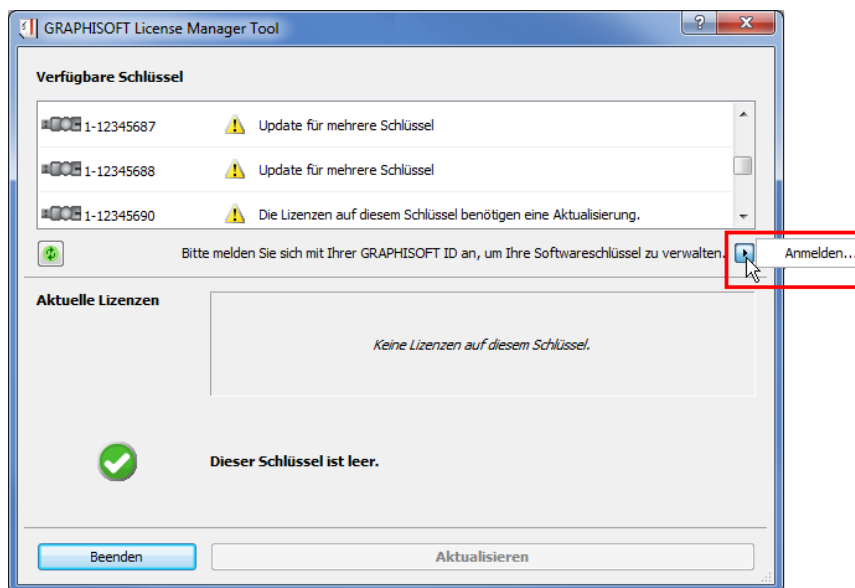 GRAPHISOFT License Manager Tool
Verfügbare Schlüssel
1-12345687 Update für mehrere Schlüssel
1-12345688 Update für mehrere Schlüssel
1-12345690 Die Lizenzen auf diesem Schlüssel benötigen eine Aktualisierung.
Bitte melden Sie sich mit Ihrer GRAPHISOFT ID an, um Ihre Softwareschlüssel zu verwalten.
Anmelden...
Aktuelle Lizenzen
Keine Lizenzen auf diesem Schlüssel.
Dieser Schlüssel ist leer.
Beenden
Aktualisieren